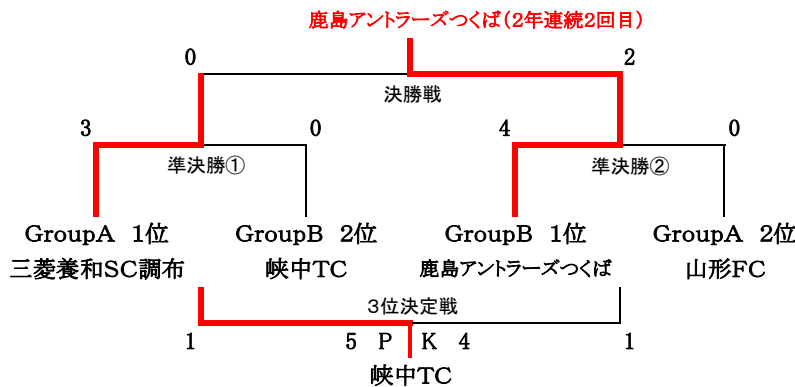 鹿島アントラーズつくば(2年連続2回目)
0 2
決勝戦
3 0 4 0
準決勝① 準決勝②
GroupA 1位 GroupB 2位 GroupB 1位 GroupA 2位
三菱養和SC調布 峡中TC 鹿島アントラーズつくば 山形FC
3位決定戦
1 5 P K 4 1
峡中TC